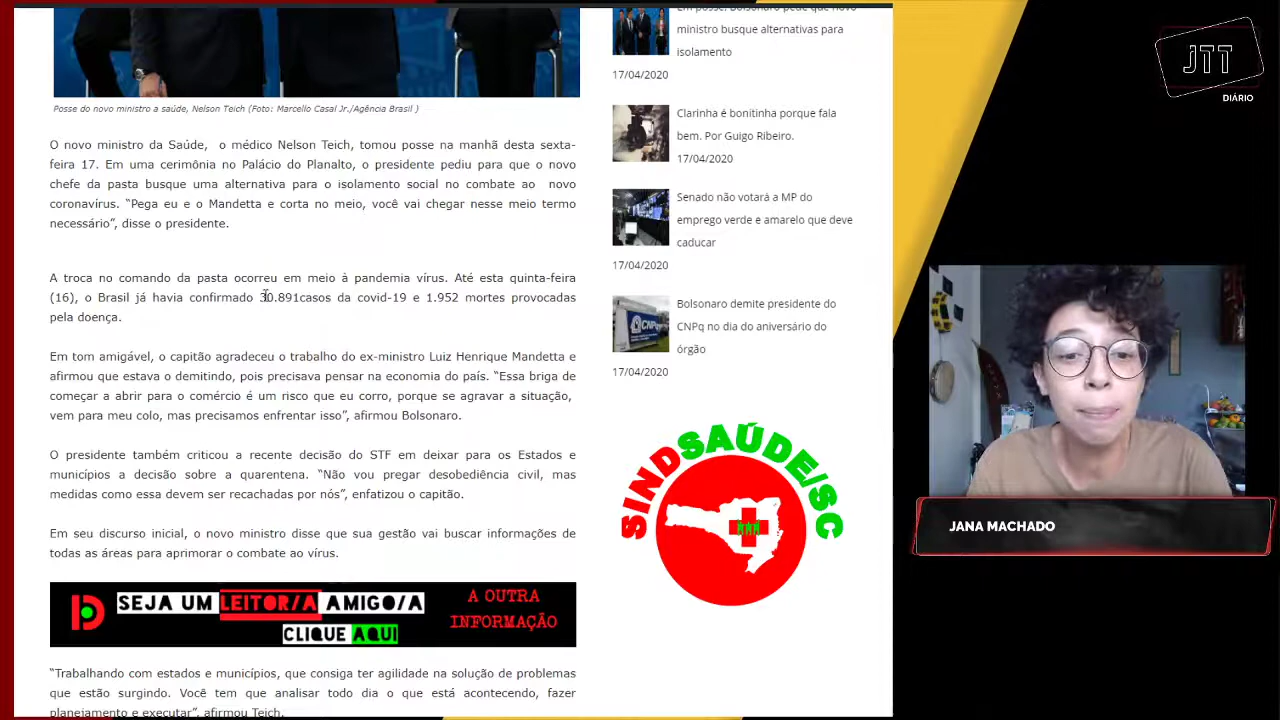 Posse do novo ministro a saúde, Nelson Teich (Foto: Marcello Casal Jr./Agência Brasil )
O novo ministro da Saúde, o médico Nelson Teich, tomou posse na manhã desta sexta-
feira 17. Em uma cerimônia no Palácio do Planalto, o presidente pediu para que o novo
chefe da pasta busque uma alternativa para o isolamento social no combate ao novo
coronavírus. “Pega eu e o Mandetta e corta no meio, você vai chegar nesse meio termo
necessário”, disse o presidente.
A troca no comando da pasta ocorreu em meio à pandemia vírus. Até esta quinta-feira
(16), o Brasil já havia confirmado 30.891casos da covid-19 e 1.952 mortes provocadas
pela doença.
Em tom amigável, o capitão agradeceu o trabalho do ex-ministro Luiz Henrique Mandetta e
afirmou que estava o demitindo, pois precisava pensar na economia do país. “Essa briga de
começar a abrir para o comércio é um risco que eu corro, porque se agravar a situação,
vem para meu colo, mas precisamos enfrentar isso”, afirmou Bolsonaro.
O presidente também criticou a recente decisão do STF em deixar para os Estados e
municípios a decisão sobre a quarentena. “Não vou pregar desobediência civil, mas
medidas como essa devem ser recachadas por nós”, enfatizou o capitão.
Em seu discurso inicial, o novo ministro disse que sua gestão vai buscar informações de
todas as áreas para aprimorar o combate ao vírus.
SEJA UM LEITOR/A AMIGO/A
CLIQUE AQUI
A OUTRA
INFORMAÇÃO
“Trabalhando com estados e municípios, que consiga ter agilidade na solução de problemas
que estão surgindo. Você tem que analisar todo dia o que está acontecendo, fazer
planejamento e executar”, afirmou Teich.
Em posse, Bolsonaro pede que novo
ministro busque alternativas para
isolamento
17/04/2020
Clarinha é bonitinha porque fala
bem. Por Guigo Ribeiro.
17/04/2020
Senado não votará a MP do
emprego verde e amarelo que deve
caducar
17/04/2020
CNPq
Bolsonaro demite presidente do
CNPq no dia do aniversário do
órgão
17/04/2020
SINDSAÚDE/SC
JTT
DIÁRIO
JANA MACHADO